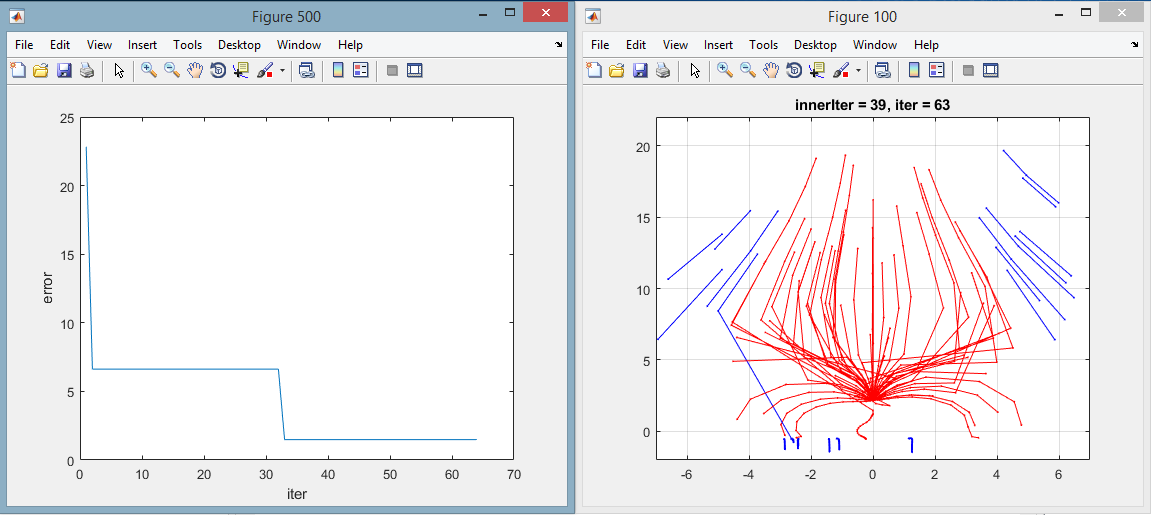 Figure 500
File Edit View Insert Tools Desktop Window Help
25
20
15
10
5
0
error
0 10 20 30 40 50 60 70
iter
Figure 100
File Edit View Insert Tools Desktop Window Help
innerIter = 39, iter = 63
20
15
10
5
0
-6 -4 -2 0 2 4 6